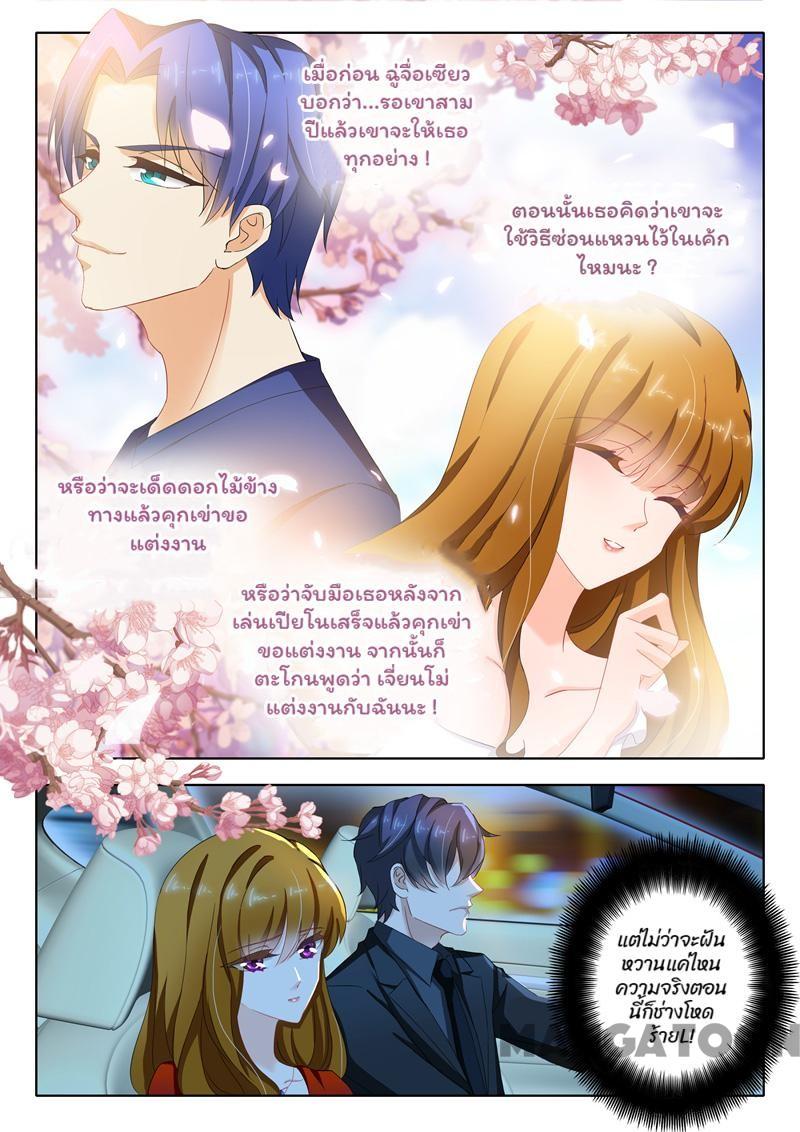 เมื่อก่อน ฉู่จื่อเซียว
บอกว่า...รอเขาสาม
ปีแล้วเขาจะให้เธอ
ทุกอย่าง !
ตอนนั้นเธอคิดว่าเขาจะ
ใช้วิธีซ่อนแหวนไว้ในเค้ก
ไหมนะ ?
หรือว่าจะเด็ดดอกไม้ข้าง
ทางแล้วคุกเข่าขอ
แต่งงาน
หรือว่าจับมือเธอหลังจาก
เล่นเปียโนเสร็จแล้วคุกเข่า
ขอแต่งงาน จากนั้นก็
ตะโกนพูดว่า เจี่ยนโม่
แต่งงานกับฉันนะ !
แต่ไม่ว่าจะฝัน
หวานแค่ไหน
ความจริงตอน
นี้ก็ช่างโหด
ร้ายL!
MANGATOON